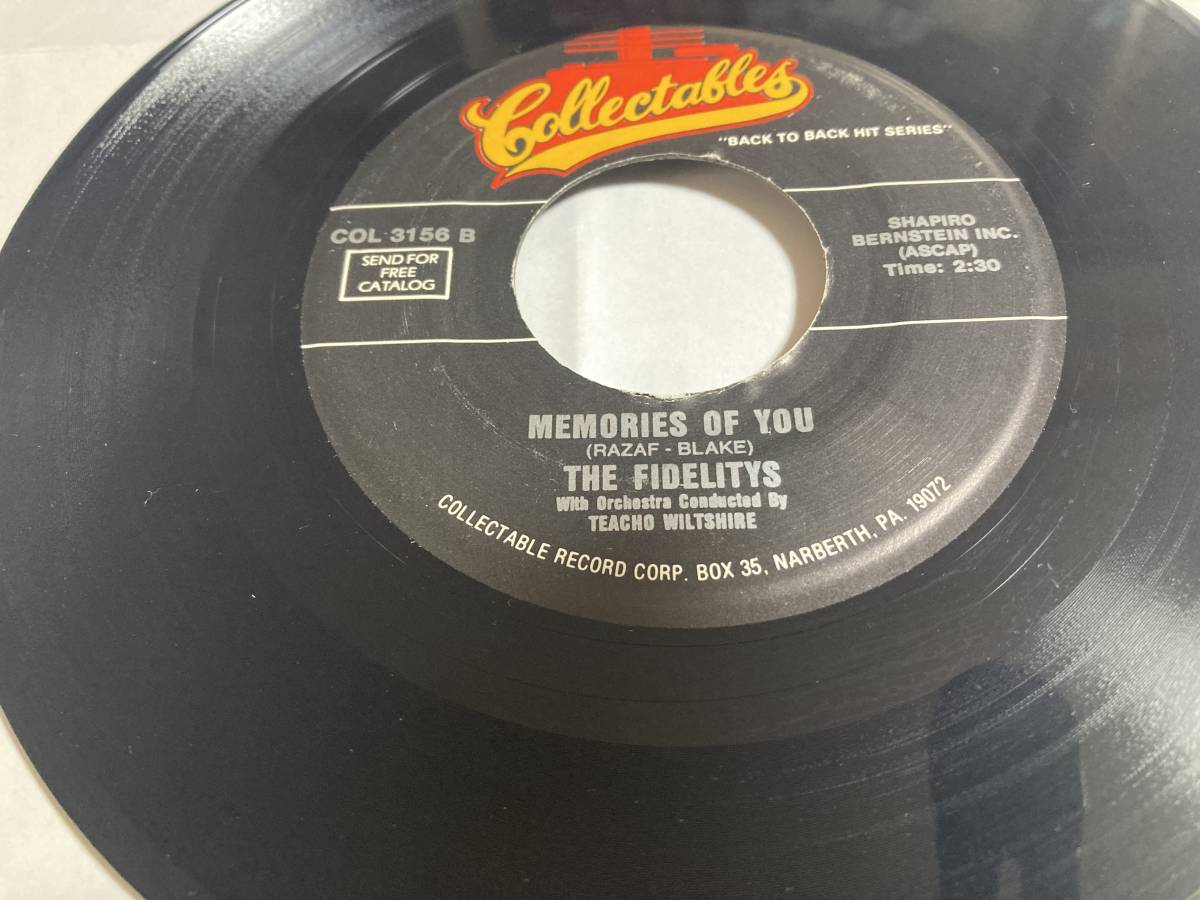 Collectables
"BACK TO BACK HIT SERIES"
COL 3156 B
SEND FOR
FREE
CATALOG
SHAPIRO
BERNSTEIN INC.
(ASCAP)
Time: 2:30
MEMORIES OF YOU
(RAZAF - BLAKE)
THE FIDELITYS
With Orchestra Conducted By
TEACHO WILTSHIRE
COLLECTABLE RECORD CORP. BOX 35, NARBERTH, PA. 19072